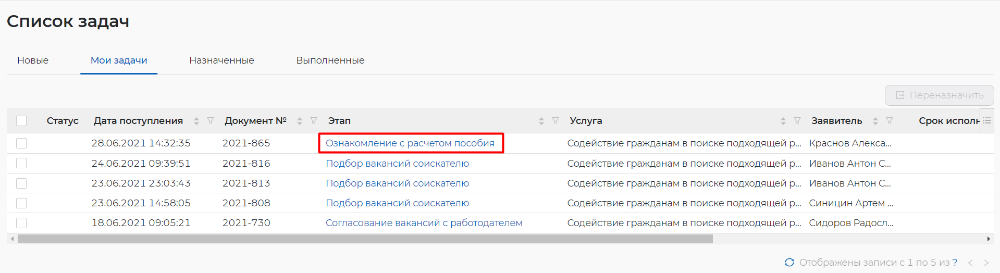 Список задач
Новые Мои задачи Назначенные Выполненные
Переназначить
Статус Дата поступления Документ № Этап Услуга Заявитель Срок исполн
28.06.2021 14:32:35 2021-865 Ознакомление с расчетом пособия Содействие гражданам в поиске подходящей р... Краснов Алекса...
24.06.2021 09:39:51 2021-816 Подбор вакансий соискателю Содействие гражданам в поиске подходящей р... Иванов Антон С...
23.06.2021 23:03:43 2021-813 Подбор вакансий соискателю Содействие гражданам в поиске подходящей р... Иванов Антон С...
23.06.2021 14:58:05 2021-808 Подбор вакансий соискателю Содействие гражданам в поиске подходящей р... Синицин Артем ...
18.06.2021 09:05:21 2021-730 Согласование вакансий с работодателем Содействие гражданам в поиске подходящей р... Сидоров Радосл...
Отображены записи с 1 по 5 из ?